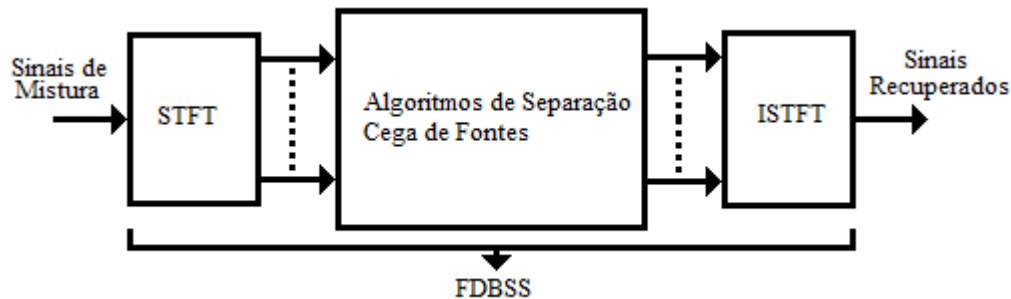 Sinais de
Mistura
STFT
Algoritmos de Separação
Cega de Fontes
ISTFT
Sinais
Recuperados
FDBSS